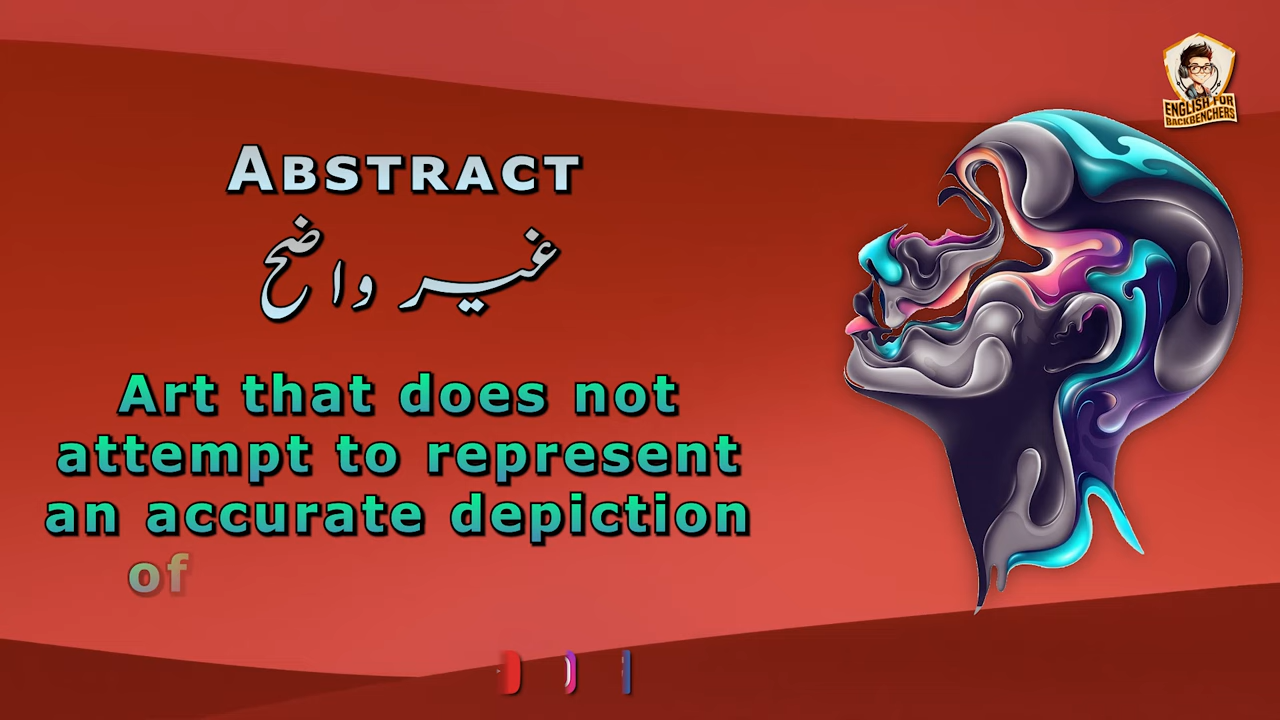 ENGLISH FOR
BACKBENCHERS
ABSTRACT
غیر واضح
Art that does not
attempt to represent
an accurate depiction
of